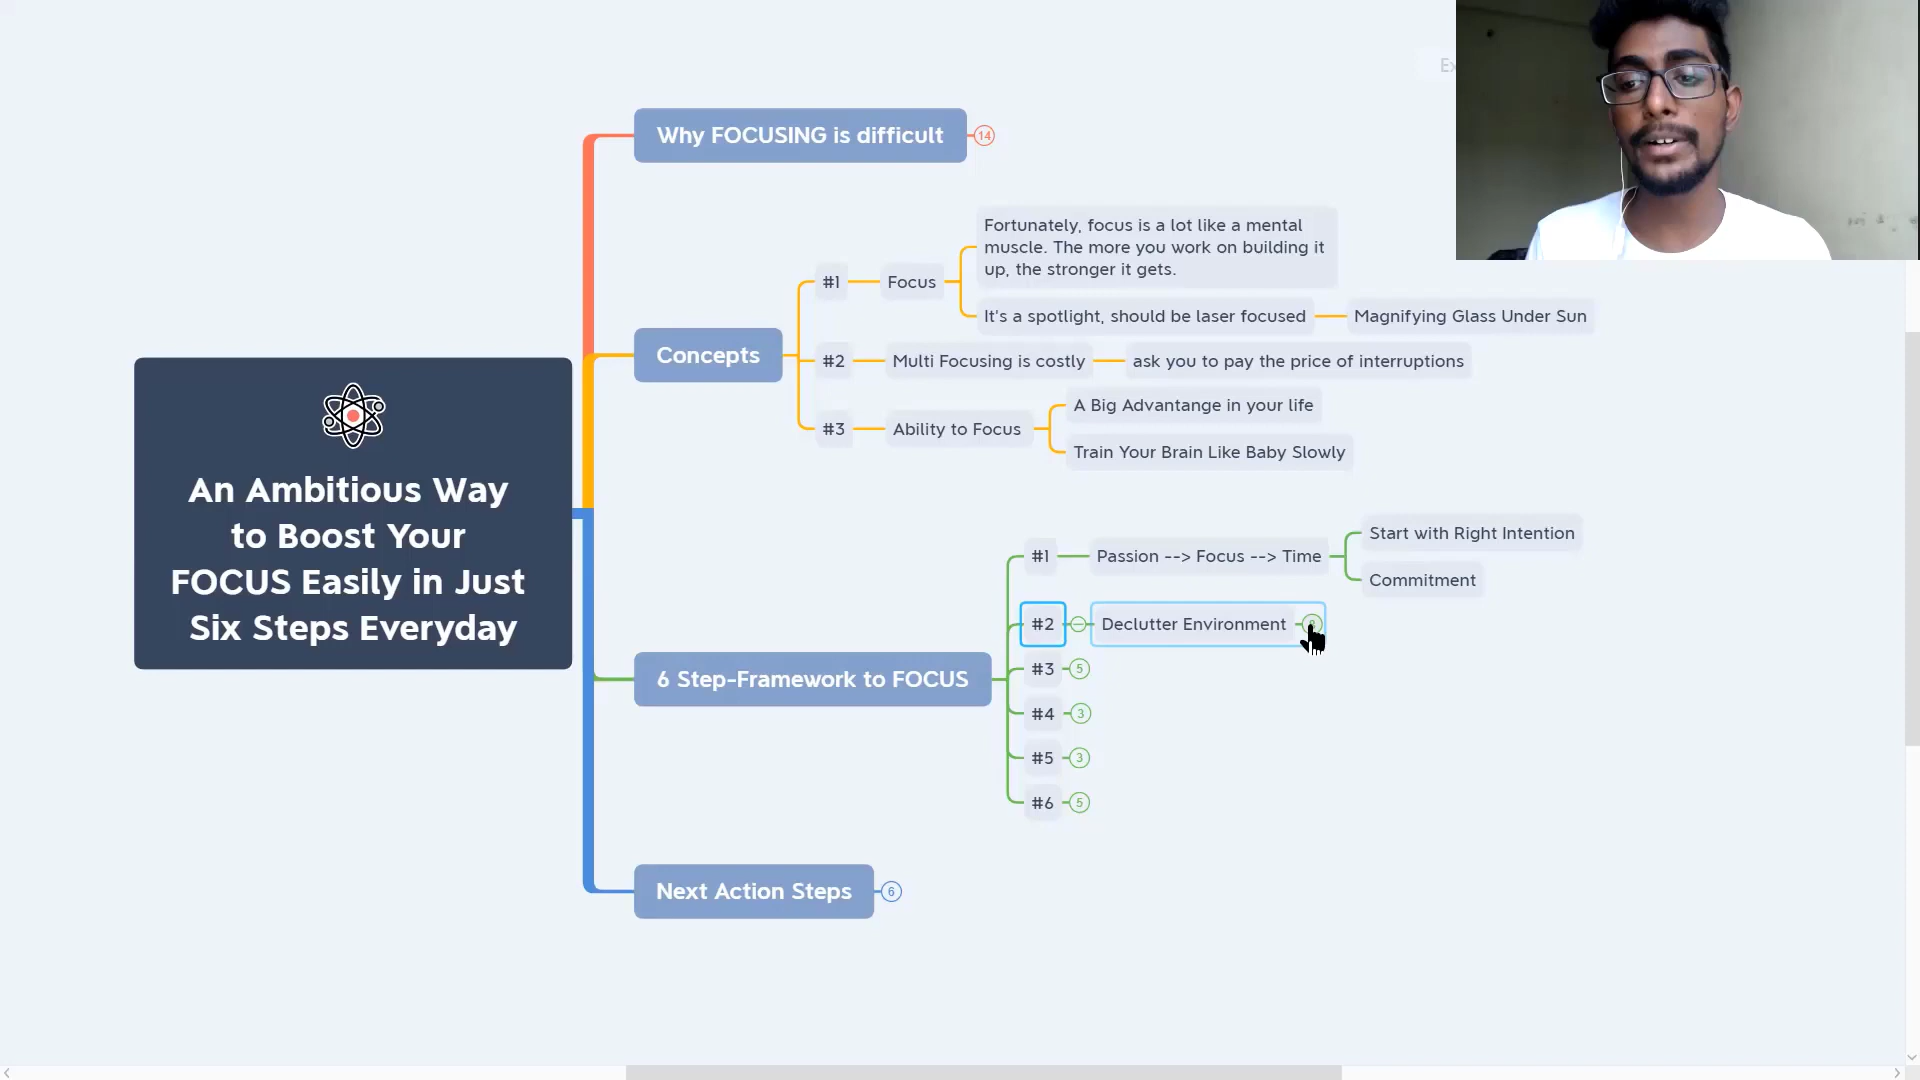 Why FOCUSING is difficult
14
Ex
Fortunately, focus is a lot like a mental
muscle. The more you work on building it
up, the stronger it gets.
#1
Focus
It's a spotlight, should be laser focused
Magnifying Glass Under Sun
Concepts
#2
Multi Focusing is costly
ask you to pay the price of interruptions
A Big Advantange in your life
#3
Ability to Focus
Train Your Brain Like Baby Slowly
An Ambitious Way
to Boost Your
FOCUS Easily in Just
Six Steps Everyday
Start with Right Intention
#1
Passion --> Focus --> Time
Commitment
#2
Declutter Environment
6 Step-Framework to FOCUS
#3
5
#4
3
#5
3
#6
5
Next Action Steps
6